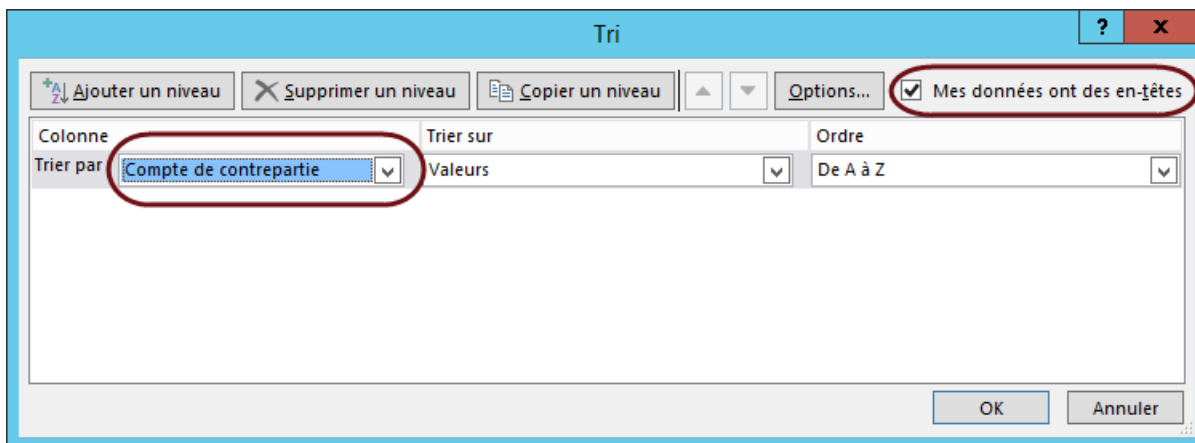 Tri
? x
Ajouter un niveau Supprimer un niveau Copier un niveau Options... Mes données ont des en-têtes
Colonne Trier sur Ordre
Trier par Compte de contrepartie Valeurs De A à Z
OK Annuler